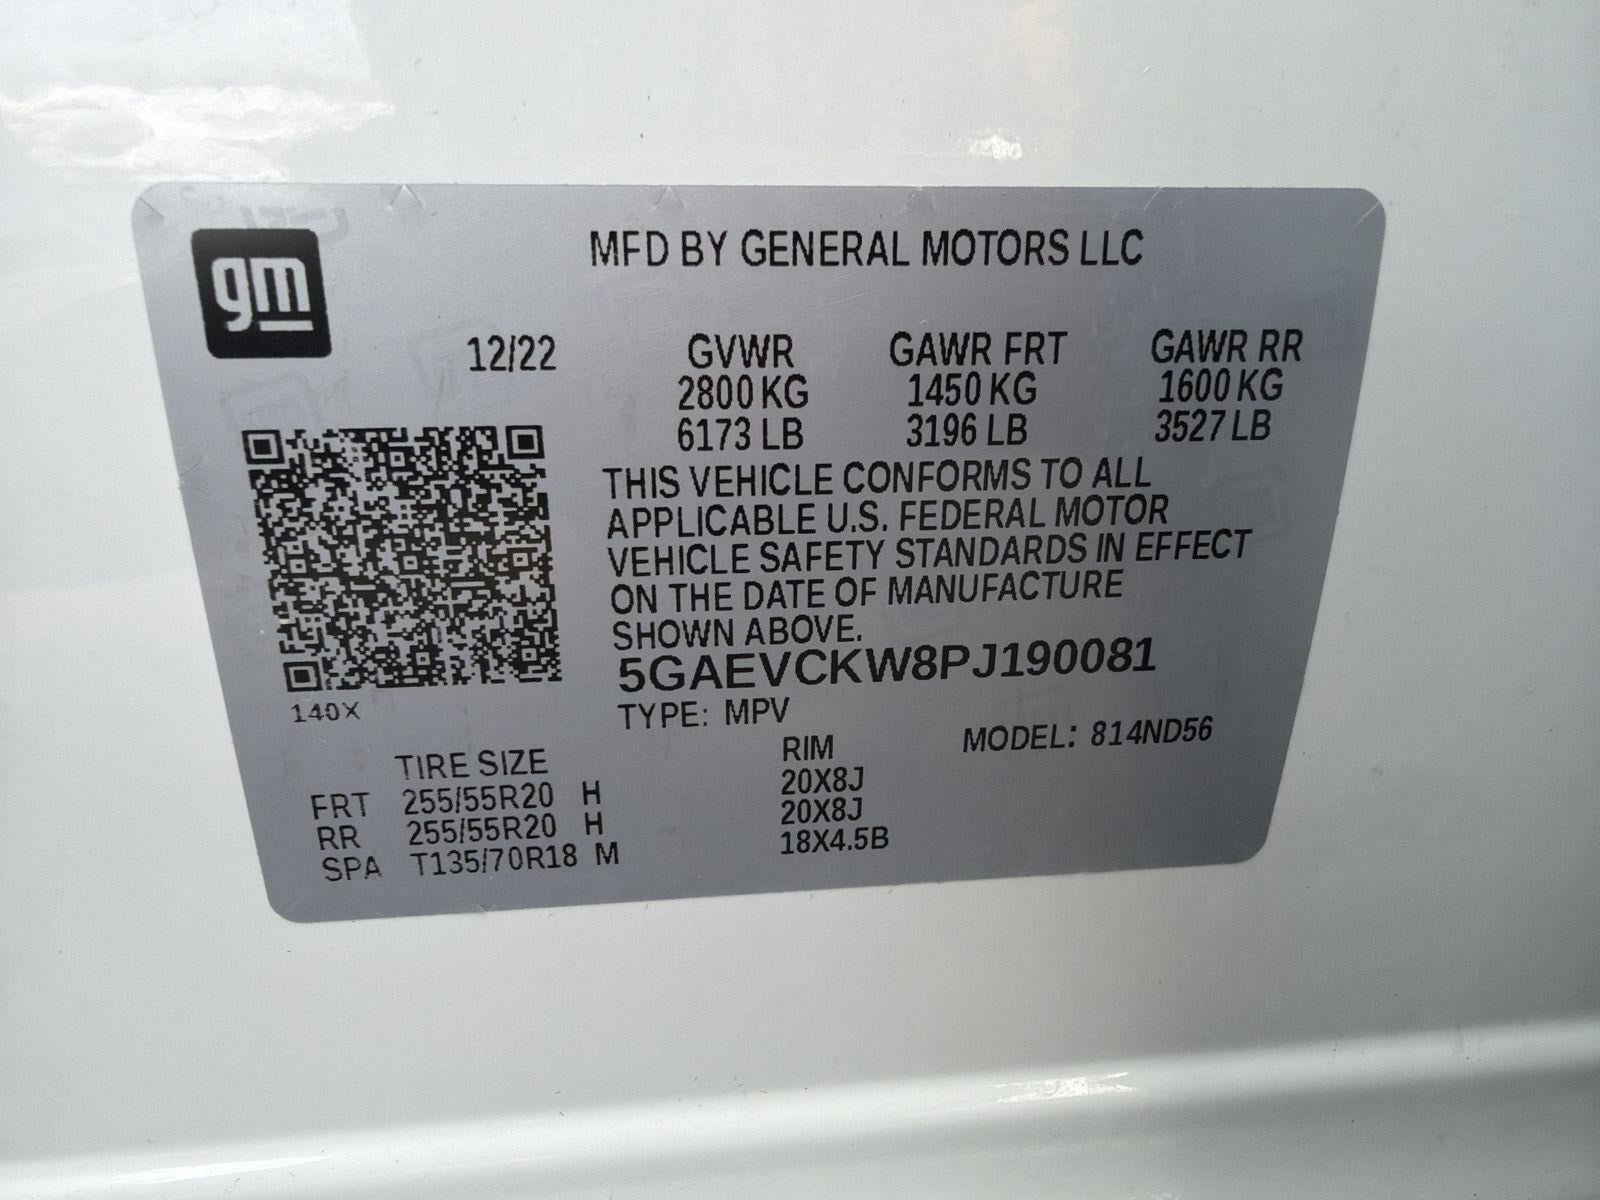 gm
MFD BY GENERAL MOTORS LLC
12/22 GVWR GAWR FRT GAWR RR
2800 KG 1450 KG 1600 KG
6173 LB 3196 LB 3527 LB
THIS VEHICLE CONFORMS TO ALL
APPLICABLE U.S. FEDERAL MOTOR
VEHICLE SAFETY STANDARDS IN EFFECT
ON THE DATE OF MANUFACTURE
SHOWN ABOVE.
5GAEVCKW8PJ190081
140X
TYPE: MPV
MODEL: 814ND56
TIRE SIZE RIM
FRT 255/55R20 H 20X8J
RR 255/55R20 H 20X8J
SPA T135/70R18 M 18X4.5B